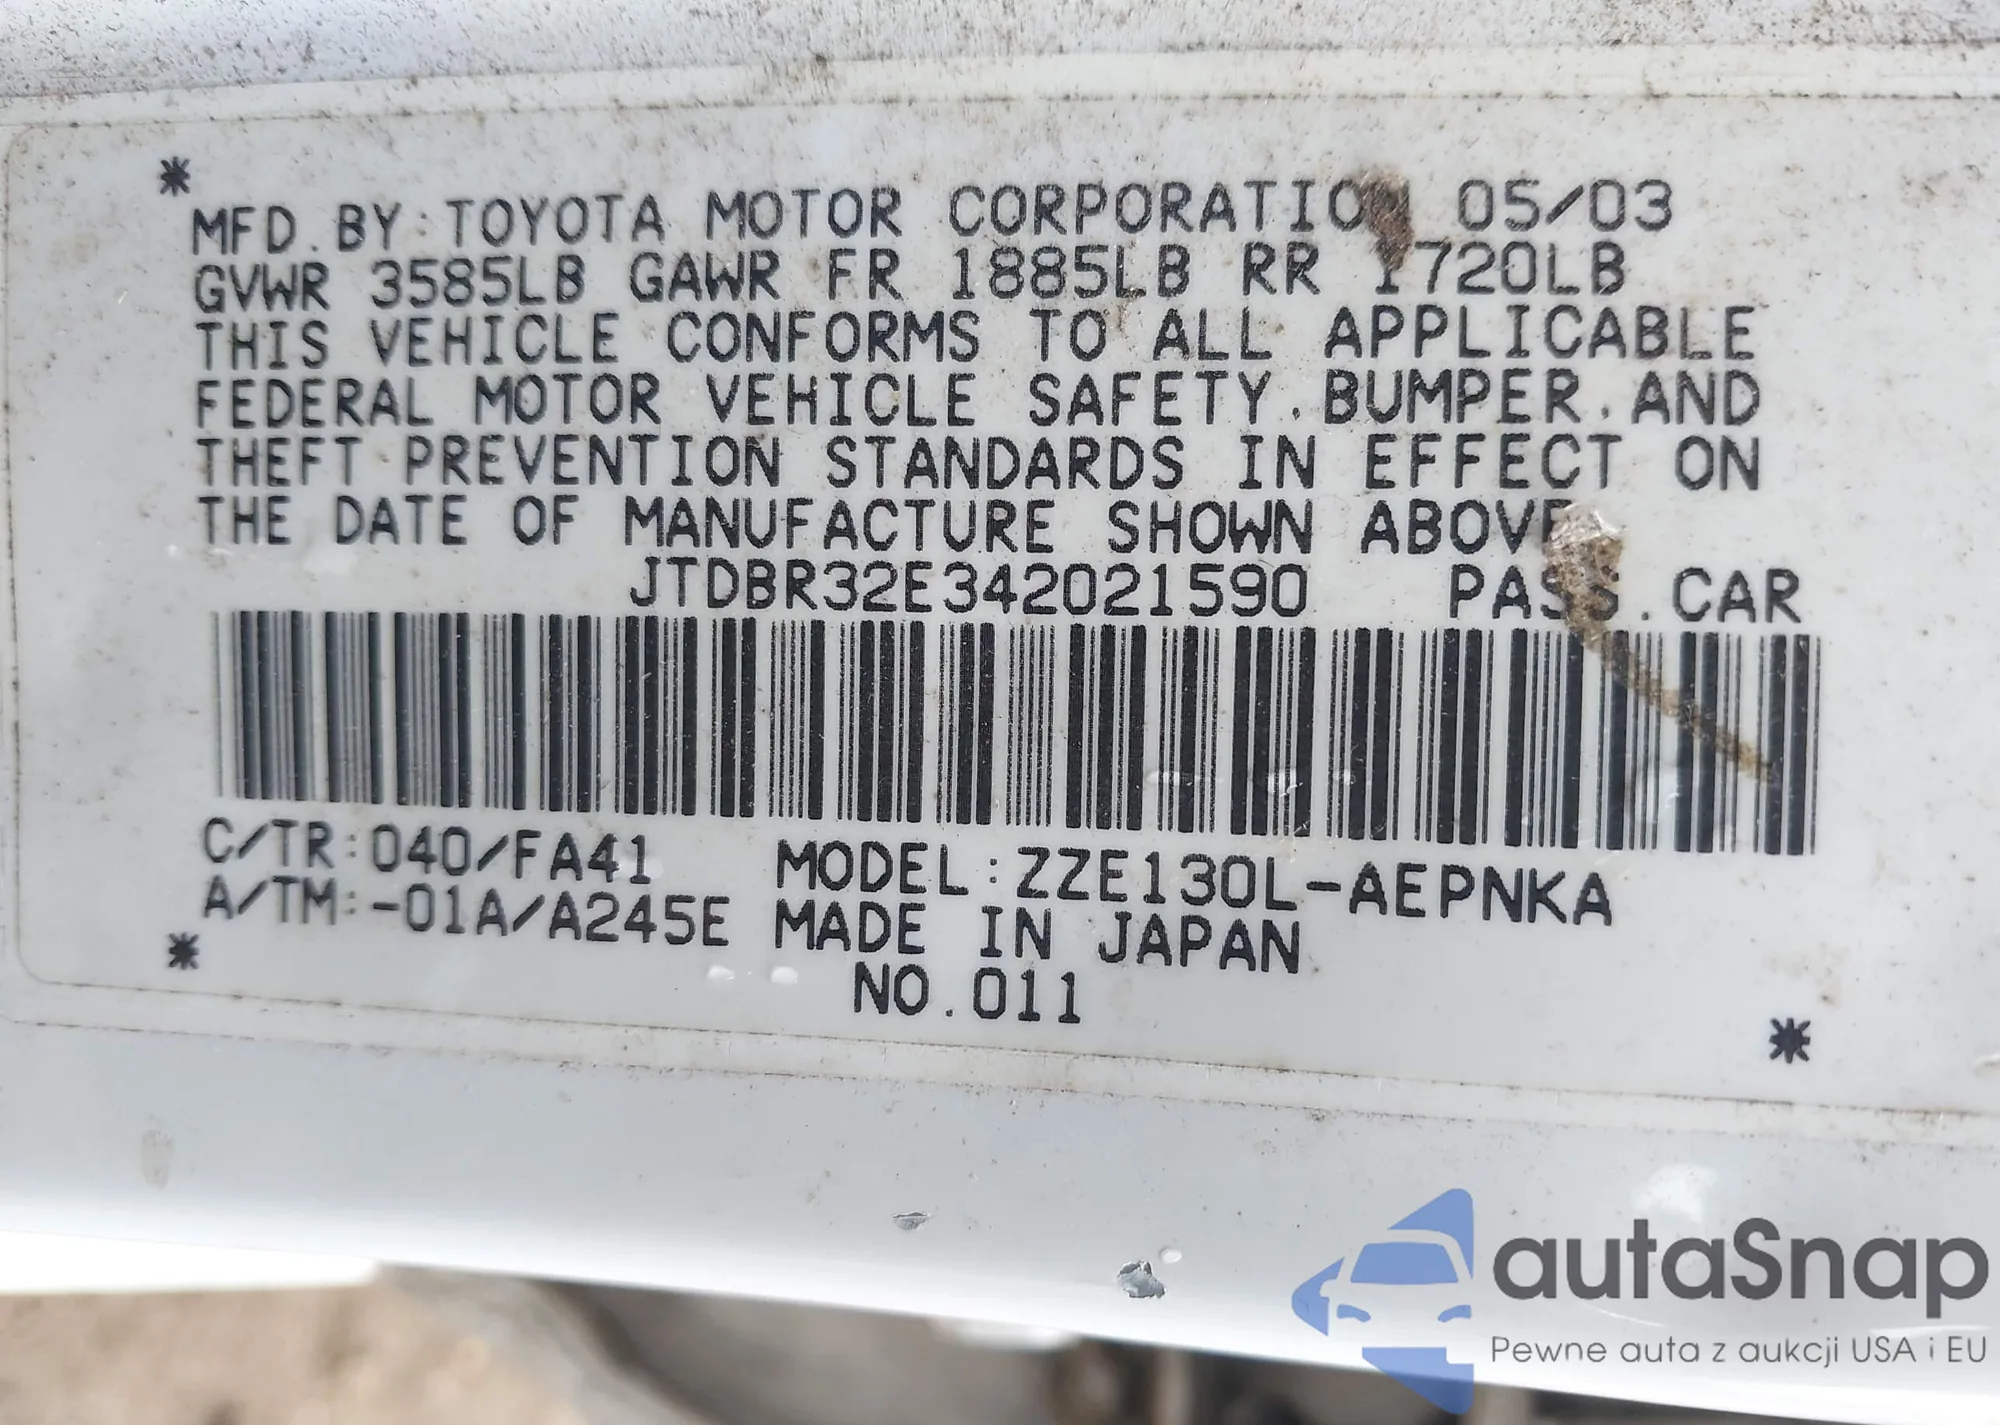 *
MFD.BY:TOYOTA MOTOR CORPORATION 05/03
GVWR 3585LB GAWR FR 1885LB RR 1720LB
THIS VEHICLE CONFORMS TO ALL APPLICABLE
FEDERAL MOTOR VEHICLE SAFETY.BUMPER.AND
THEFT PREVENTION STANDARDS IN EFFECT ON
THE DATE OF MANUFACTURE SHOWN ABOVE
JTDBR32E342021590 PASS.CAR
C/TR:040/FA41 MODEL:ZZE130L-AEPNKA
A/TM:-01A/A245E MADE IN JAPAN
*
NO.011
*
autaSnap
Pewne auta z aukcji USA i EU